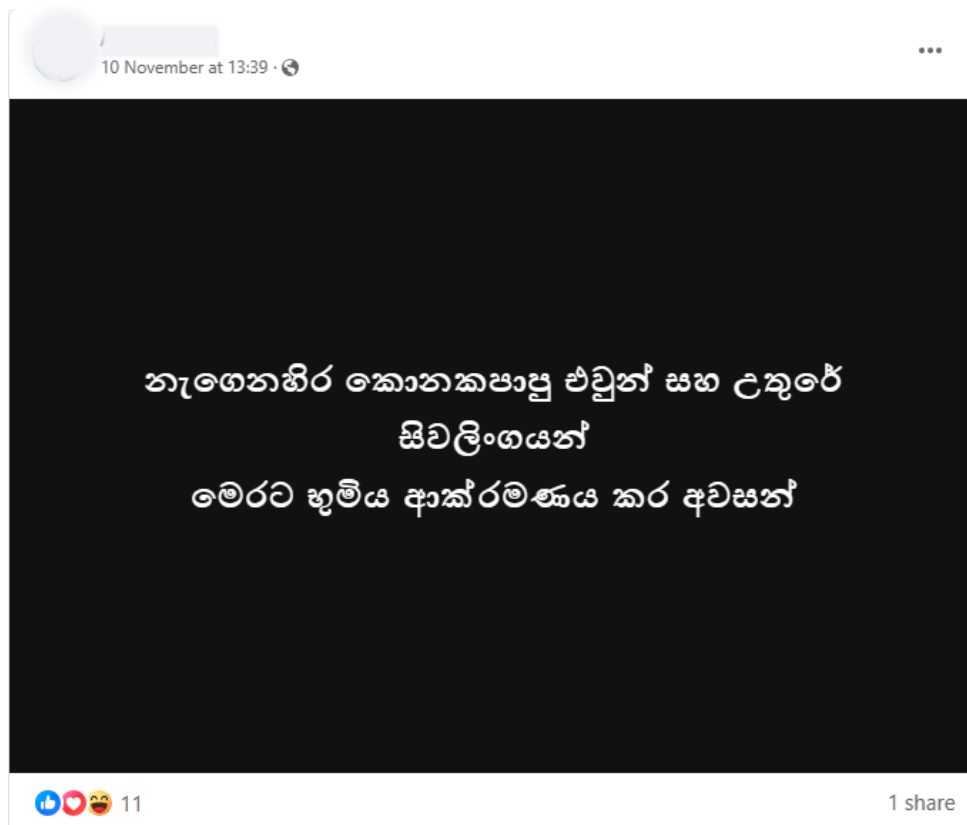 10 November at 13:39 ·
නැගෙනහිර කොනකපාපු එවුන් සහ උතුරේ
සිවලිංගයන්
මෙරට භුමිය ආක්රමණය කර අවසන්
11
1 share